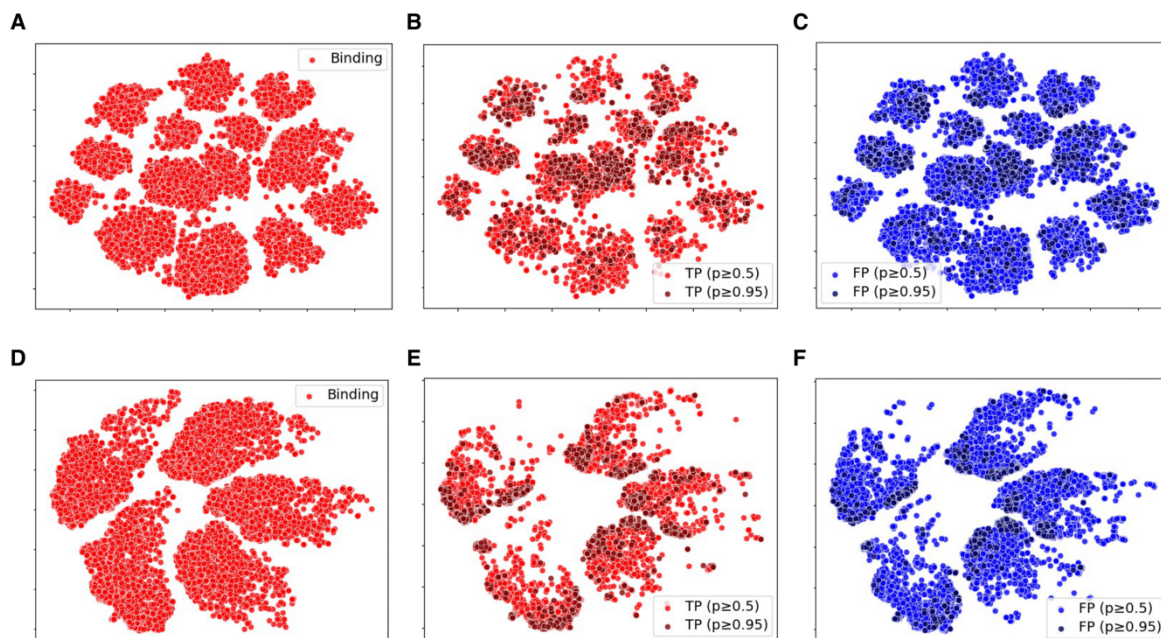 A
B
C
Binding
TP (p≥0.5)
TP (p≥0.95)
FP (p≥0.5)
FP (p≥0.95)
D
E
F
Binding
TP (p≥0.5)
TP (p≥0.95)
FP (p≥0.5)
FP (p≥0.95)